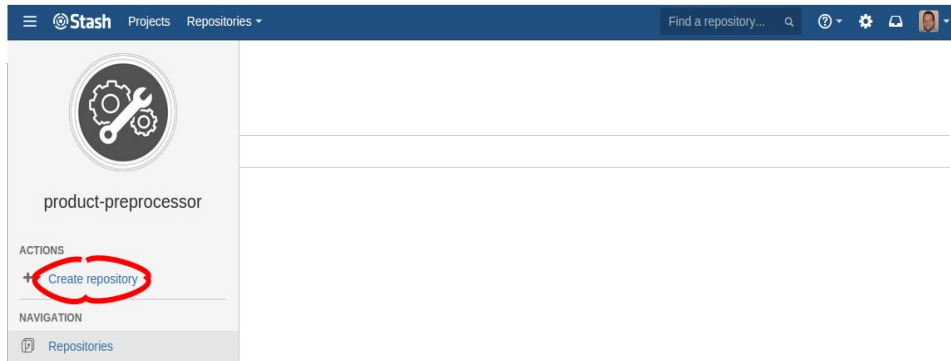 Stash Projects Repositories Find a repository...
product-preprocessor
ACTIONS
Create repository
NAVIGATION
Repositories